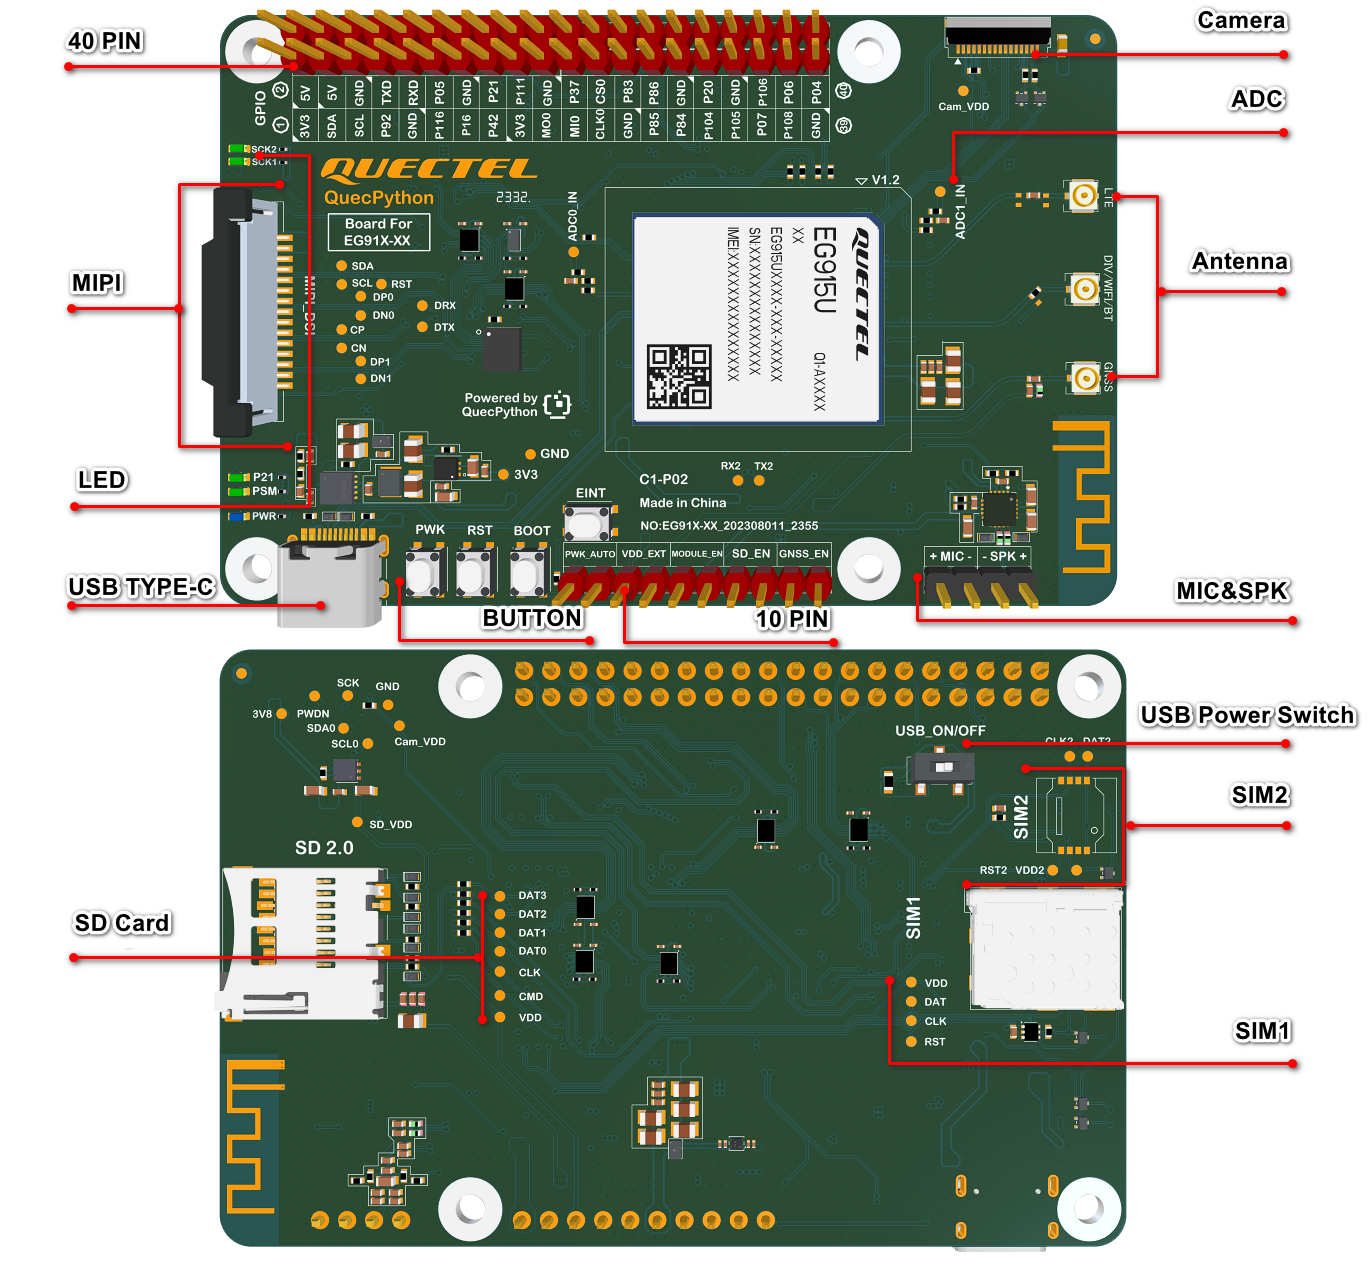 40 PIN
Camera
ADC
GPIO
2
5V
5V
GND
TXD
RXD
P05
GND
P21
P111
GND
P37
CS0
P83
P86
GND
P20
GND
P106
P06
P04
40
1
3V3
SDA
SCL
P92
GND
P116
P16
P42
3V3
MO0
MI0
CLK0
GND
P85
P84
P104
P105
P07
P108
GND
39
Cam_VDD
SCK2
SCK1
QUECTEL
QuecPython
2332.
Board For
EG91X-XX
ADC0_IN
V1.2
ADC1_IN
LTE
DIV/WIFI/BT
GNSS
Antenna
QUECTEL
EG915U
Q1-AXXXX
XX
EG915UXX-XXX-XXXXX
SN:XXXXXXXXXXXXXXX
IMEI:XXXXXXXXXXXXXXX
MIPI
MIPI_DSI
SDA
SCL
RST
DP0
DN0
DRX
DTX
CP
CN
DP1
DN1
Powered by
QuecPython
GND
3V3
RX2
TX2
LED
P21
PSM
PWR
C1-P02
Made in China
NO:EG91X-XX_202308011_2355
EINT
PWK
RST
BOOT
PWK_AUTO
VDD_EXT
MODULE_EN
SD_EN
GNSS_EN
+ MIC -
- SPK +
USB TYPE-C
MIC&SPK
BUTTON
10 PIN
SCK
GND
3V8
PWDN
SDA0
SCL0
Cam_VDD
USB Power Switch
USB_ON/OFF
CLK2
DAT2
SIM2
SIM2
SD_VDD
SD 2.0
RST2
VDD2
SD Card
DAT3
DAT2
DAT1
DAT0
CLK
CMD
VDD
SIM1
VDD
DAT
CLK
RST
SIM1